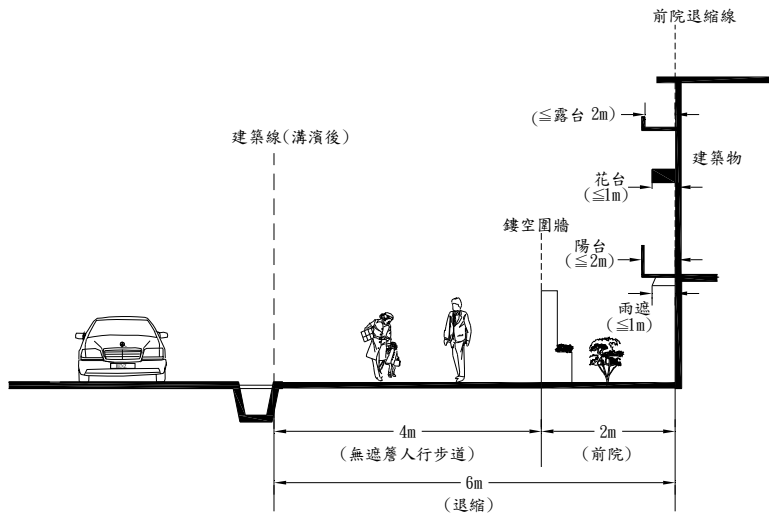 前院退縮線
(≦露台 2m)
建築線(溝濱後)
建築物
花台
(≦1m)
鏤空圍牆
陽台
(≦2m)
雨遮
(≦1m)
4m
(無遮簷人行步道)
2m
(前院)
6m
(退縮)